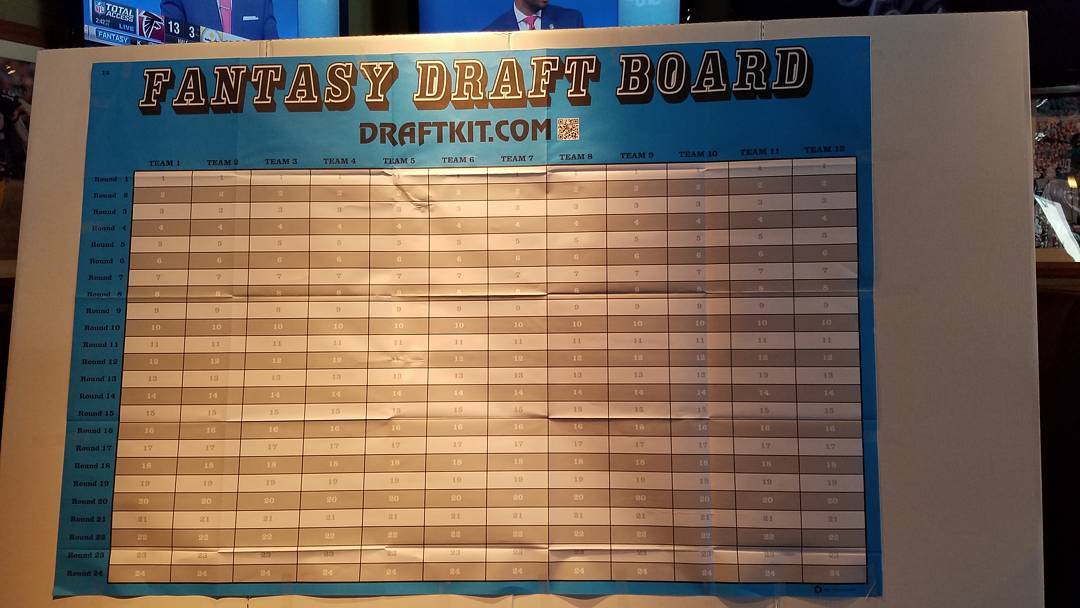 TOTAL ACCESS
2:42 LIVE
13 3
FANTASY
12
FANTASY DRAFT BOARD
DRAFTKIT.COM
TEAM 1 TEAM 2 TEAM 3 TEAM 4 TEAM 5 TEAM 6 TEAM 7 TEAM 8 TEAM 9 TEAM 10 TEAM 11 TEAM 12
Round 1 1 1 1 1 1 1
Round 2 2 2 2 2 2 2 2 2 2 2 2
Round 3 3 3 3 3 3 3 3 3 3 3 3 3
Round 4 4 4 4 4 4 4 4 4 4 4 4 4
Round 5 5 5 5 5 5 5 5 5 5 5 5 5
Round 6 6 6 6 6 6 6 6 6 6 6 6 6
Round 7 7 7 7 7 7 7 7 7 7 7 7 7
Round 8 8 8 8 8 8 8 8 8 8 8 8 8
Round 9 9 9 9 9 9 9 9 9 9 9 9 9
Round 10 10 10 10 10 10 10 10 10 10 10 10 10
Round 11 11 11 11 11 11 11 11 11 11 11 11 11
Round 12 12 12 12 12 12 12 12 12 12 12 12
Round 13 13 13 13 13 13 13 13 13 13 13 13 13
Round 14 14 14 14 14 14 14 14 14 14 14 14 14
Round 15 15 15 15 15 15 15 15 15 15 15 15 15
Round 16 16 16 16 16 16 16 16 16 16 16 16 16
Round 17 17 17 17 17 17 17 17 17 17 17 17 17
Round 18 18 18 18 18 18 18 18 18 18 18 18 18
Round 19 19 19 19 19 19 19 19 19 19 19 19 19
Round 20 20 20 20 20 20 20 20 20 20 20 20 20
Round 21 21 21 21 21 21 21 21 21 21 21 21 21
Round 22 22 22 22 22 22 22 22 22 22 22 22 22
Round 23 23 23 23 23 23 23 23 23 23 23 23 23
Round 24 24 24 24 24 24 24 24 24 24 24 24 24